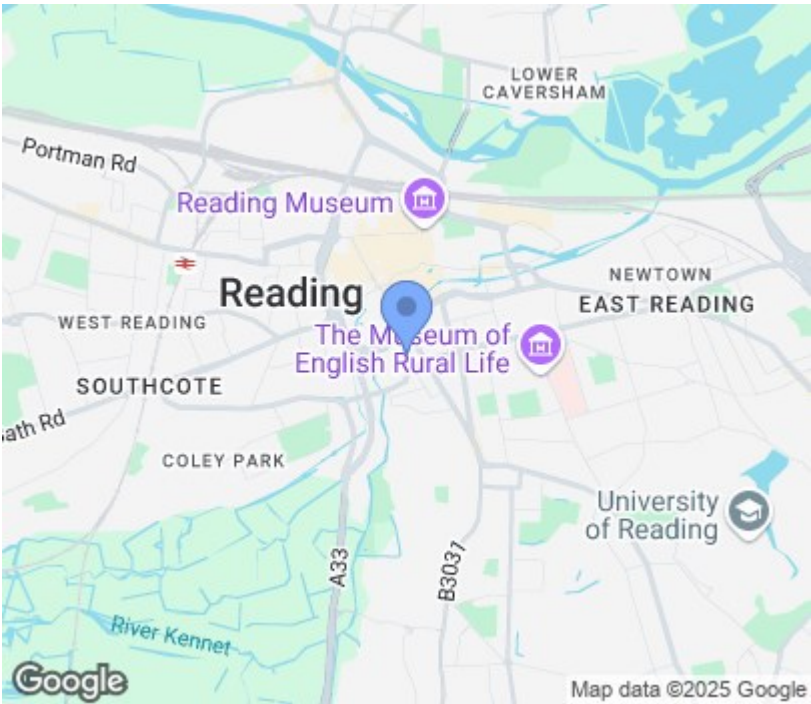 LOWER
CAVERSHAM
Portman Rd
Reading Museum
Reading
NEWTOWN
EAST READING
WEST READING
The Museum of
English Rural Life
SOUTHCOTE
Bath Rd
COLEY PARK
University
of Reading
A33
B3031
River Kennet
Google
Map data ©2025 Google